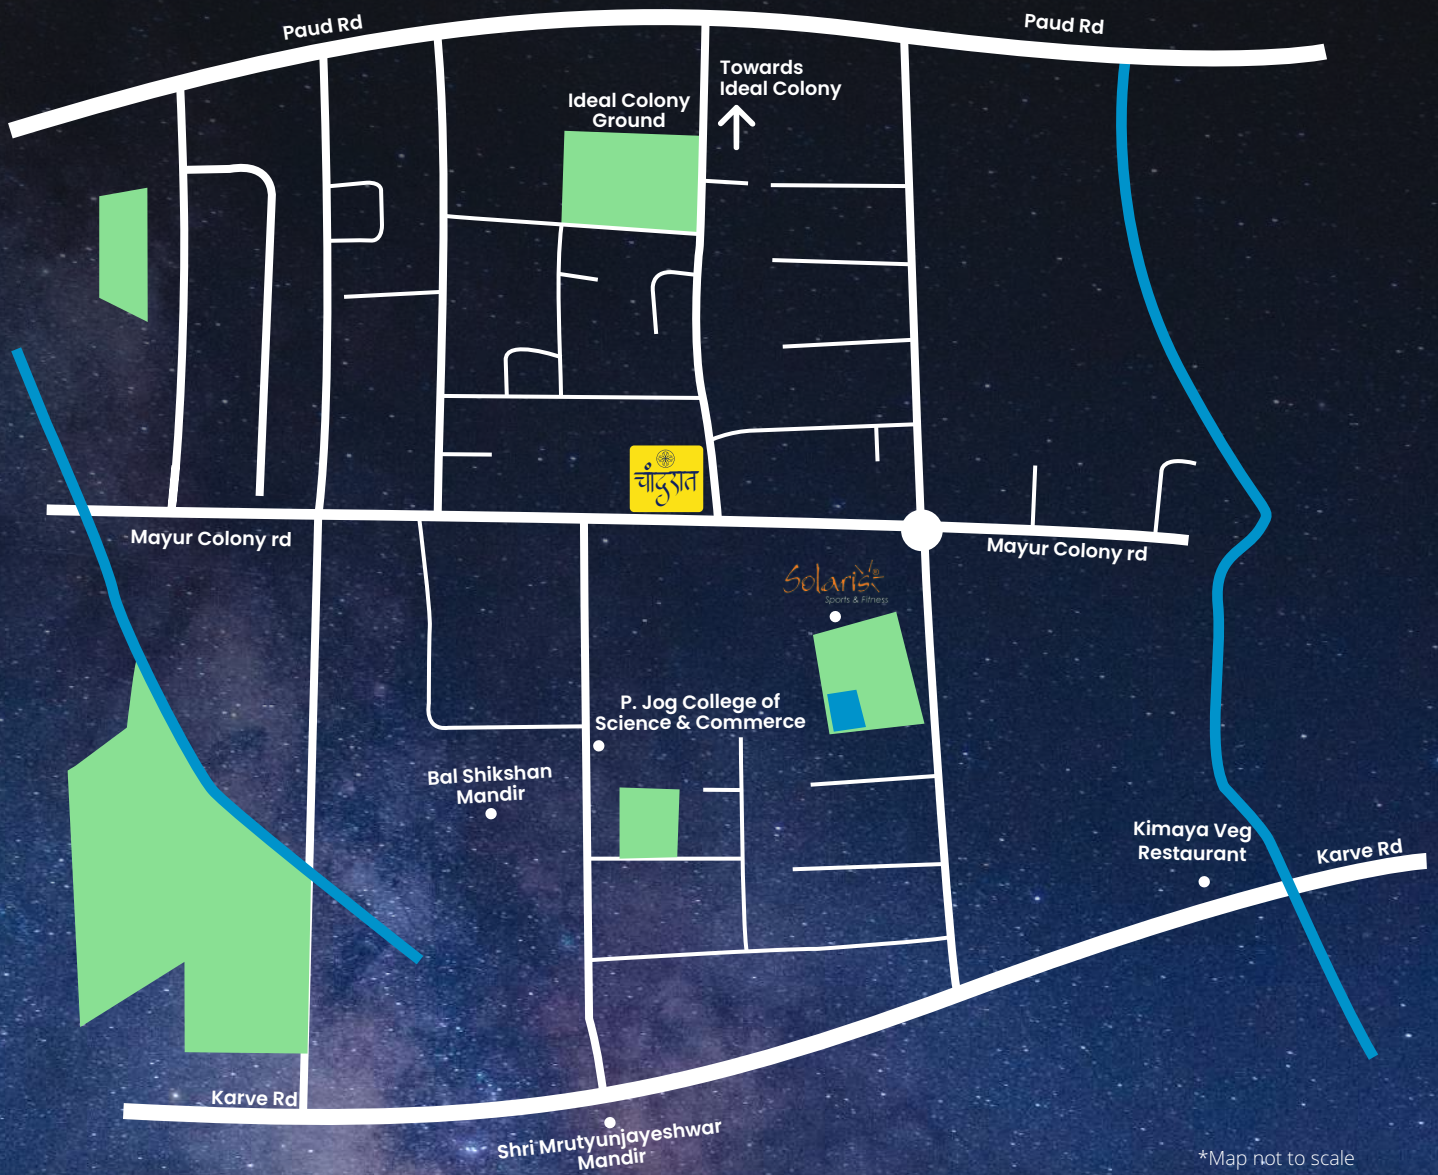 Paud Rd
Paud Rd
Towards
Ideal Colony
Ideal Colony
Ground
चांदरात
Mayur Colony rd
Mayur Colony rd
Solaris®
Sports & Fitness
P. Jog College of
Science & Commerce
Bal Shikshan
Mandir
Kimaya Veg
Restaurant
Karve Rd
Karve Rd
Shri Mrutyunjayeshwar
Mandir
*Map not to scale